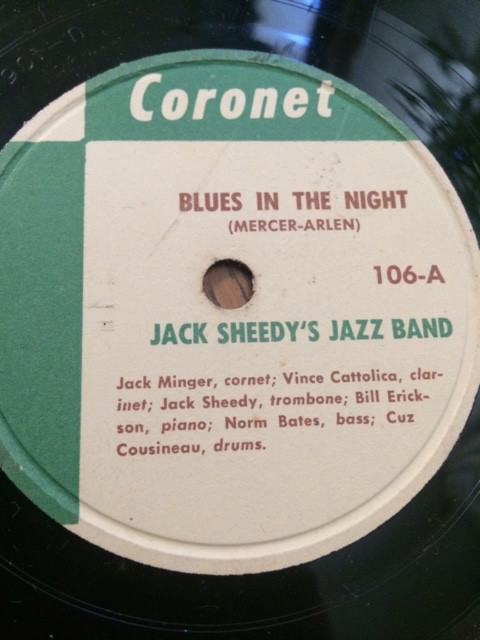 Coronet
BLUES IN THE NIGHT
(MERCER-ARLEN)
106-A
JACK SHEEDY'S JAZZ BAND
Jack Minger, cornet; Vince Cattolica, clar-
inet; Jack Sheedy, trombone; Bill Erick-
son, piano; Norm Bates, bass; Cuz
Cousineau, drums.